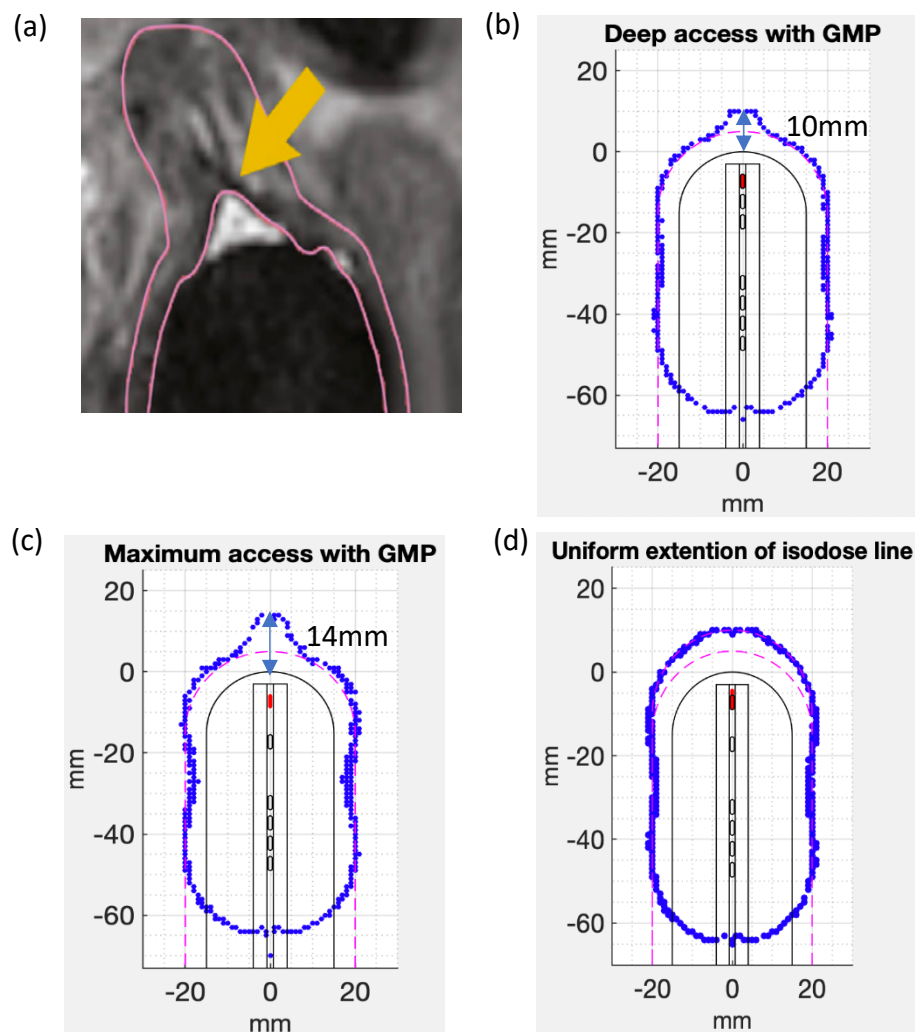 (a)
(b)
Deep access with GMP
20
10mm
0
-20
mm
-40
-60
-20 0 20
mm
(c)
Maximum access with GMP
20
14mm
0
-20
mm
-40
-60
-20 0 20
mm
(d)
Uniform extention of isodose line
20
0
-20
mm
-40
-60
-20 0 20
mm